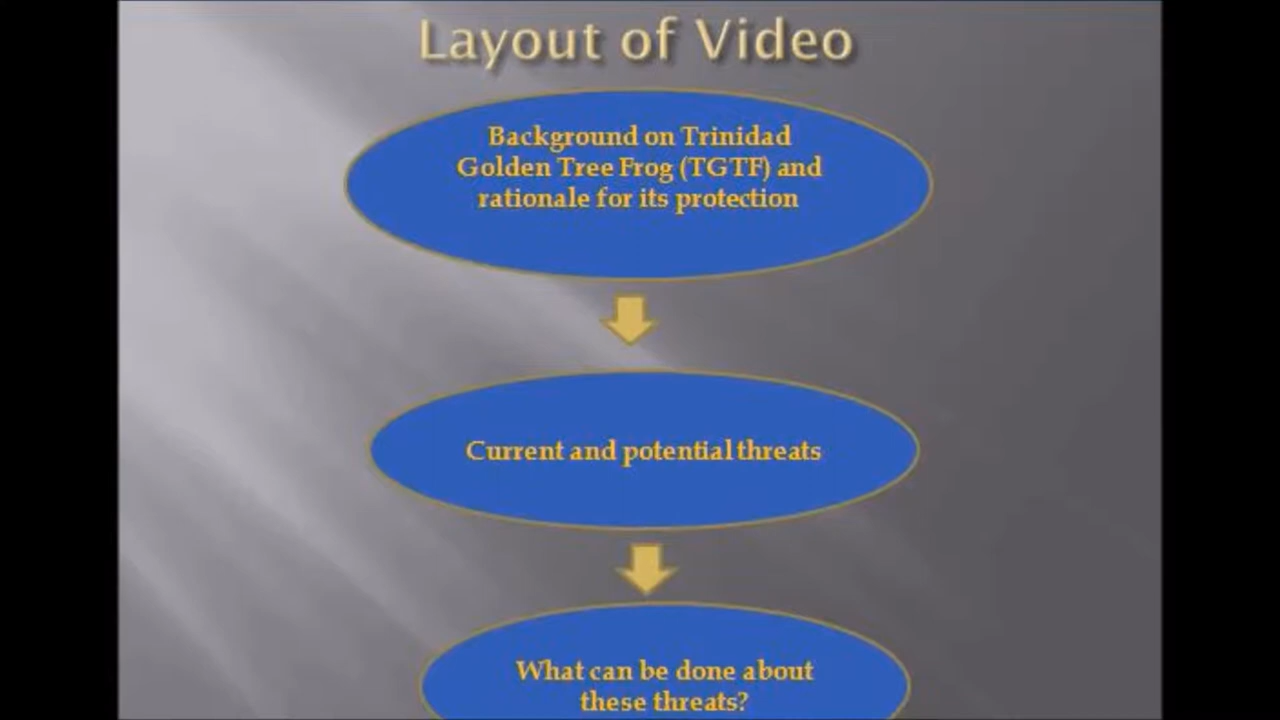 Layout of Video
Background on Trinidad
Golden Tree Frog (TGTF) and
rationale for its protection
Current and potential threats
What can be done about
these threats?